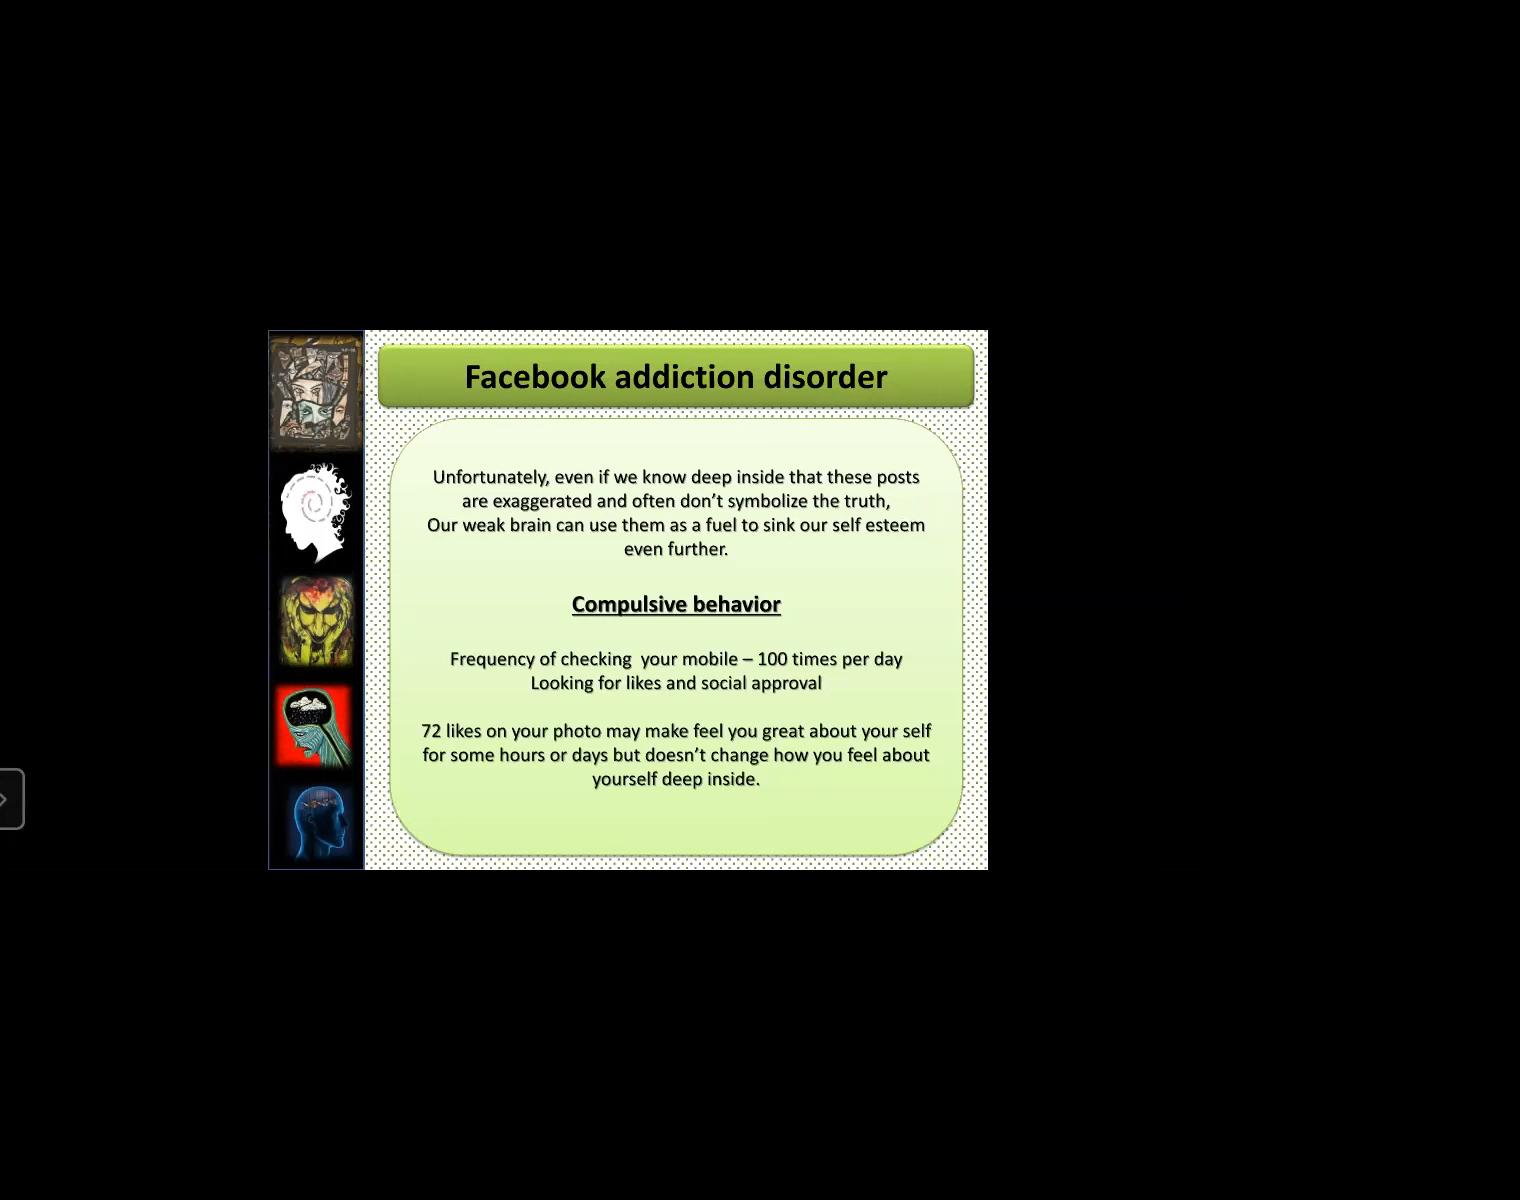 Facebook addiction disorder
Unfortunately, even if we know deep inside that these posts
are exaggerated and often don’t symbolize the truth,
Our weak brain can use them as a fuel to sink our self esteem
even further.
Compulsive behavior
Frequency of checking  your mobile – 100 times per day
Looking for likes and social approval
72 likes on your photo may make feel you great about your self
for some hours or days but doesn’t change how you feel about
yourself deep inside.